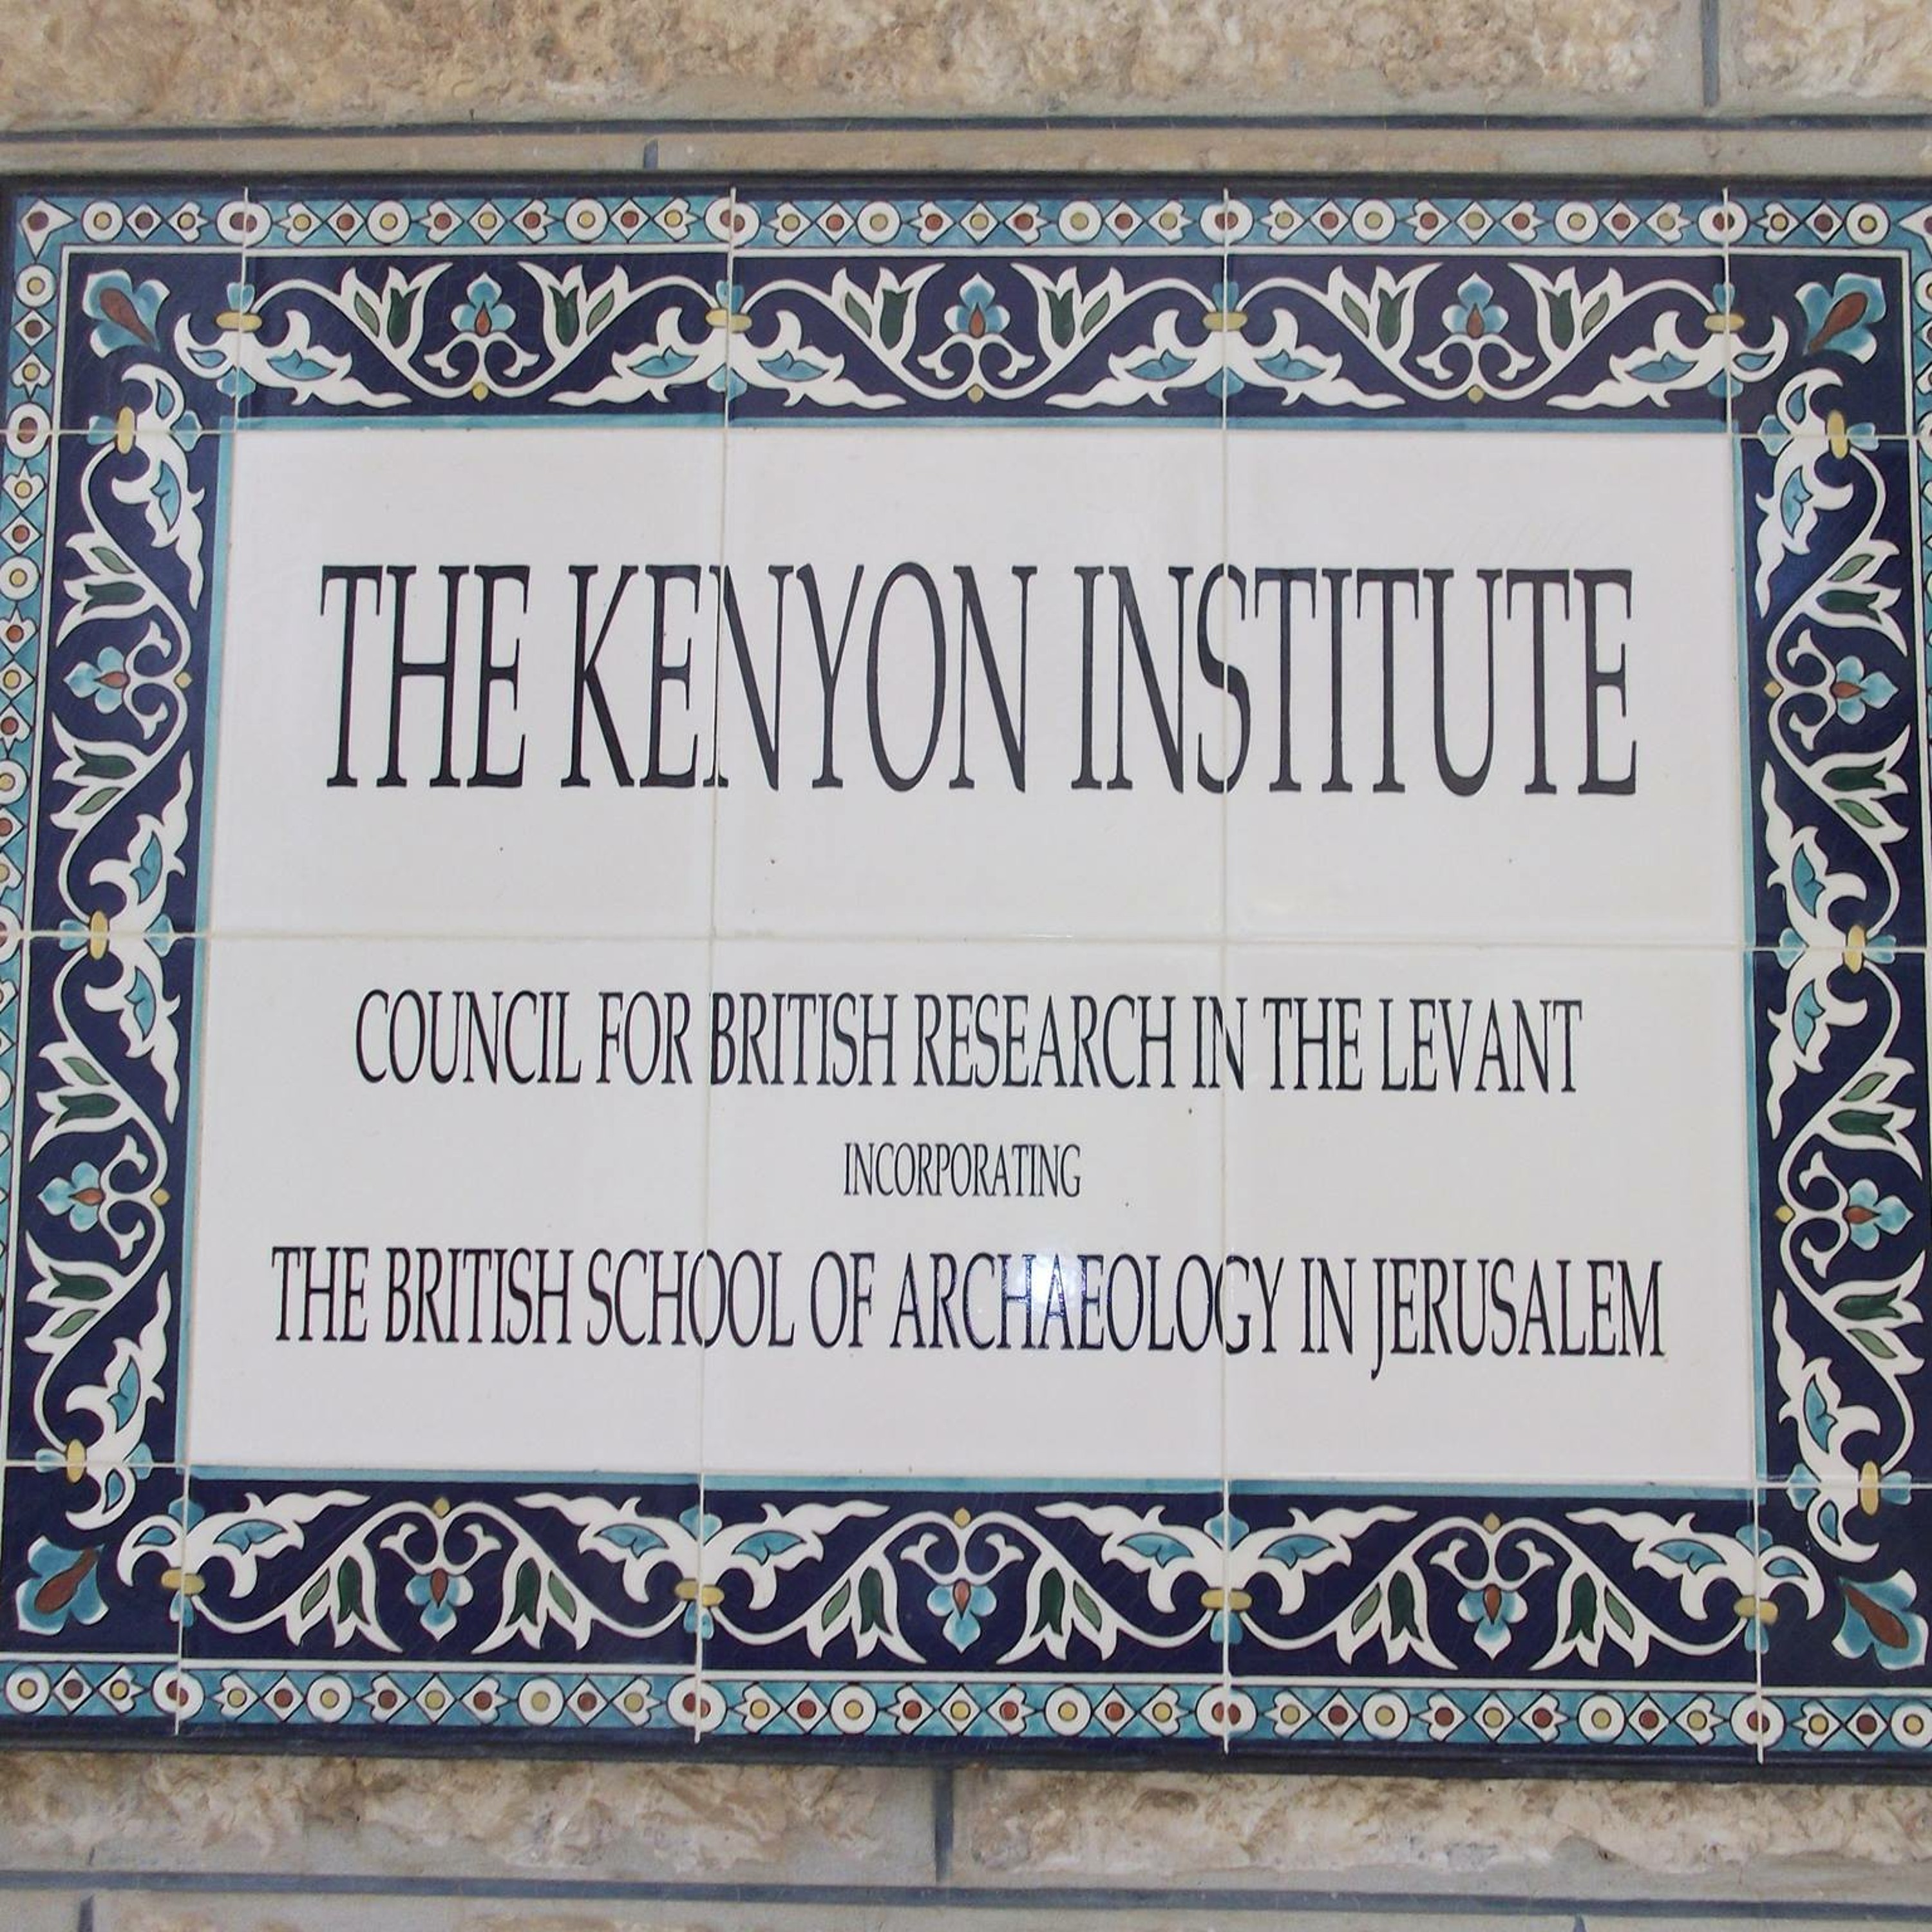 THE KENYON INSTITUTE
COUNCIL FOR BRITISH RESEARCH IN THE LEVANT
INCORPORATING
THE BRITISH SCHOOL OF ARCHAEOLOGY IN JERUSALEM